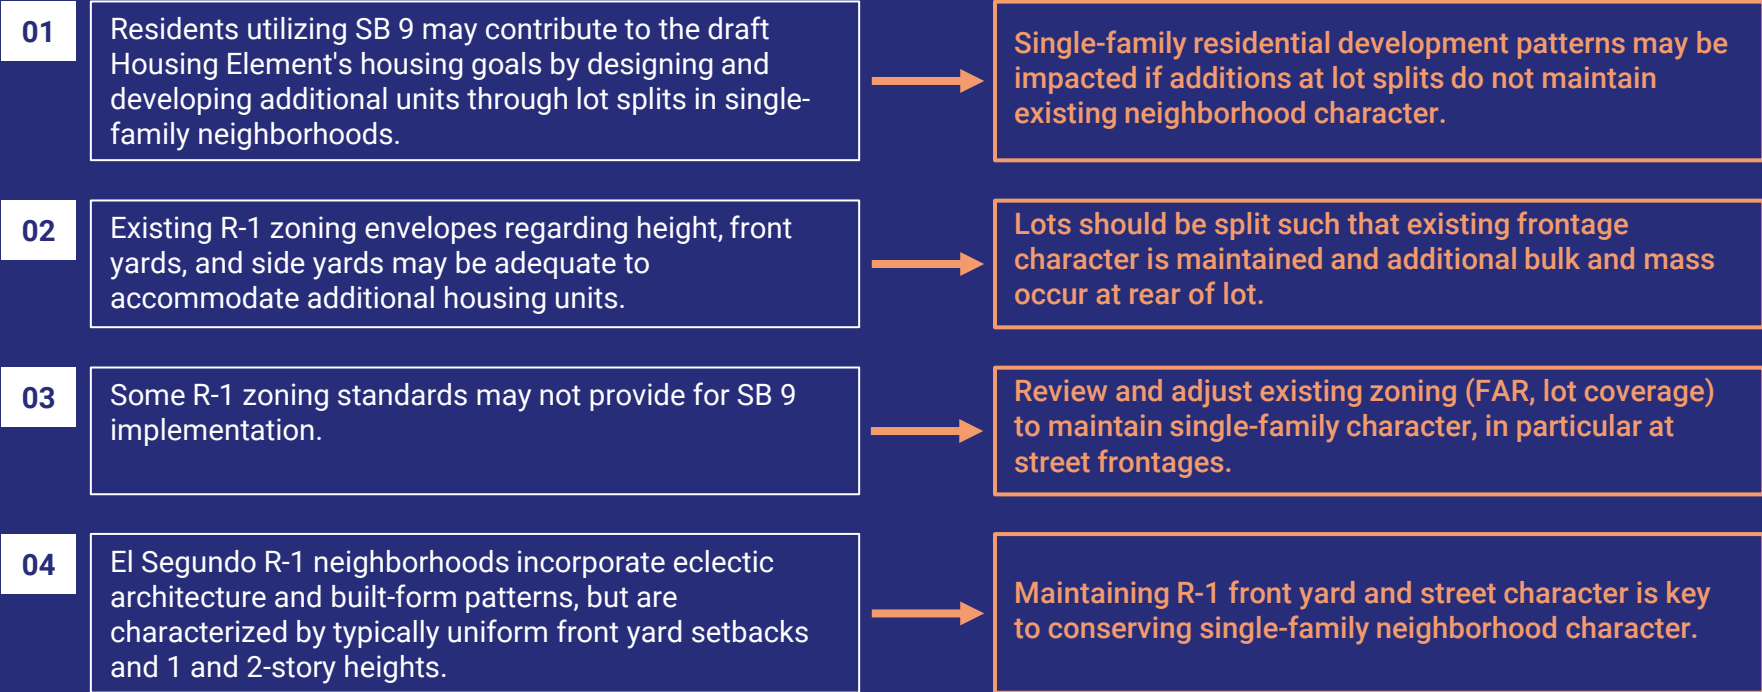 01
Residents utilizing SB 9 may contribute to the draft
Housing Element's housing goals by designing and
developing additional units through lot splits in single-
family neighborhoods.
Single-family residential development patterns may be
impacted if additions at lot splits do not maintain
existing neighborhood character.
02
Existing R-1 zoning envelopes regarding height, front
yards, and side yards may be adequate to
accommodate additional housing units.
Lots should be split such that existing frontage
character is maintained and additional bulk and mass
occur at rear of lot.
03
Some R-1 zoning standards may not provide for SB 9
implementation.
Review and adjust existing zoning (FAR, lot coverage)
to maintain single-family character, in particular at
street frontages.
04
El Segundo R-1 neighborhoods incorporate eclectic
architecture and built-form patterns, but are
characterized by typically uniform front yard setbacks
and 1 and 2-story heights.
Maintaining R-1 front yard and street character is key
to conserving single-family neighborhood character.